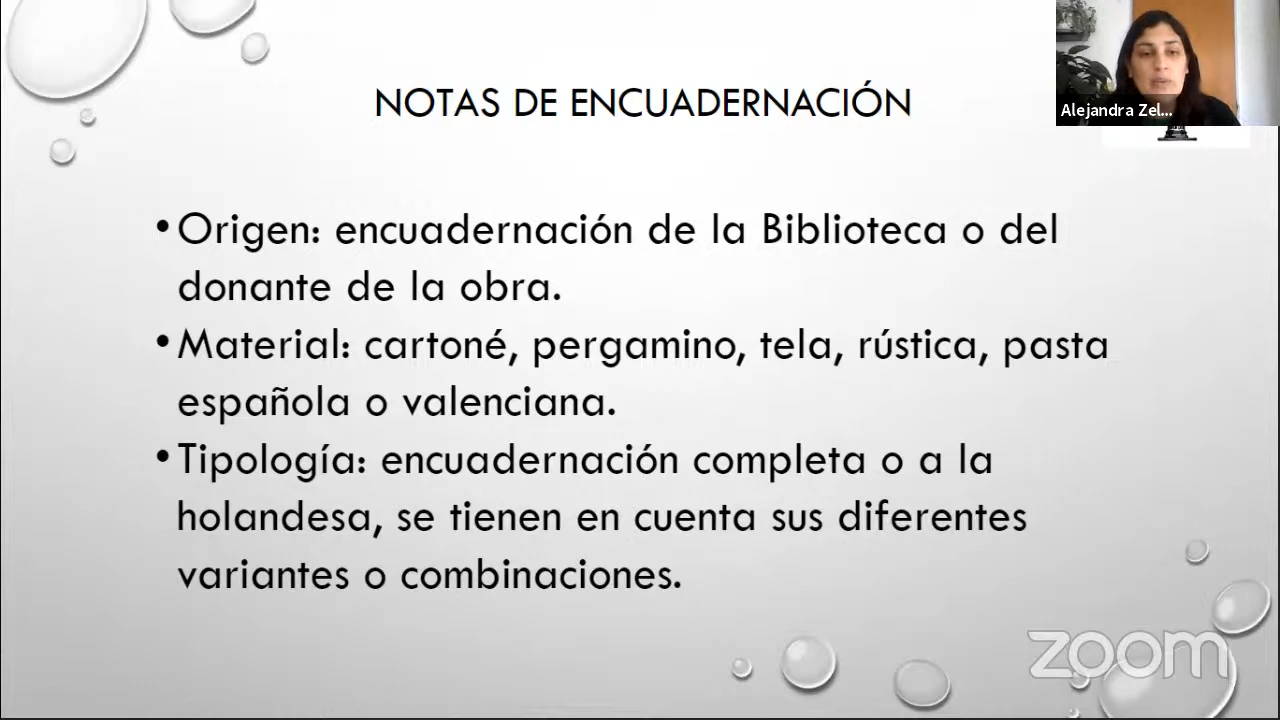 NOTAS DE ENCUADERNACIÓN
Alejandra Zel...
•Origen: encuadernación de la Biblioteca o del
donante de la obra.
•Material: cartoné, pergamino, tela, rústica, pasta
española o valenciana.
•Tipología: encuadernación completa o a la
holandesa, se tienen en cuenta sus diferentes
variantes o combinaciones.
zoom